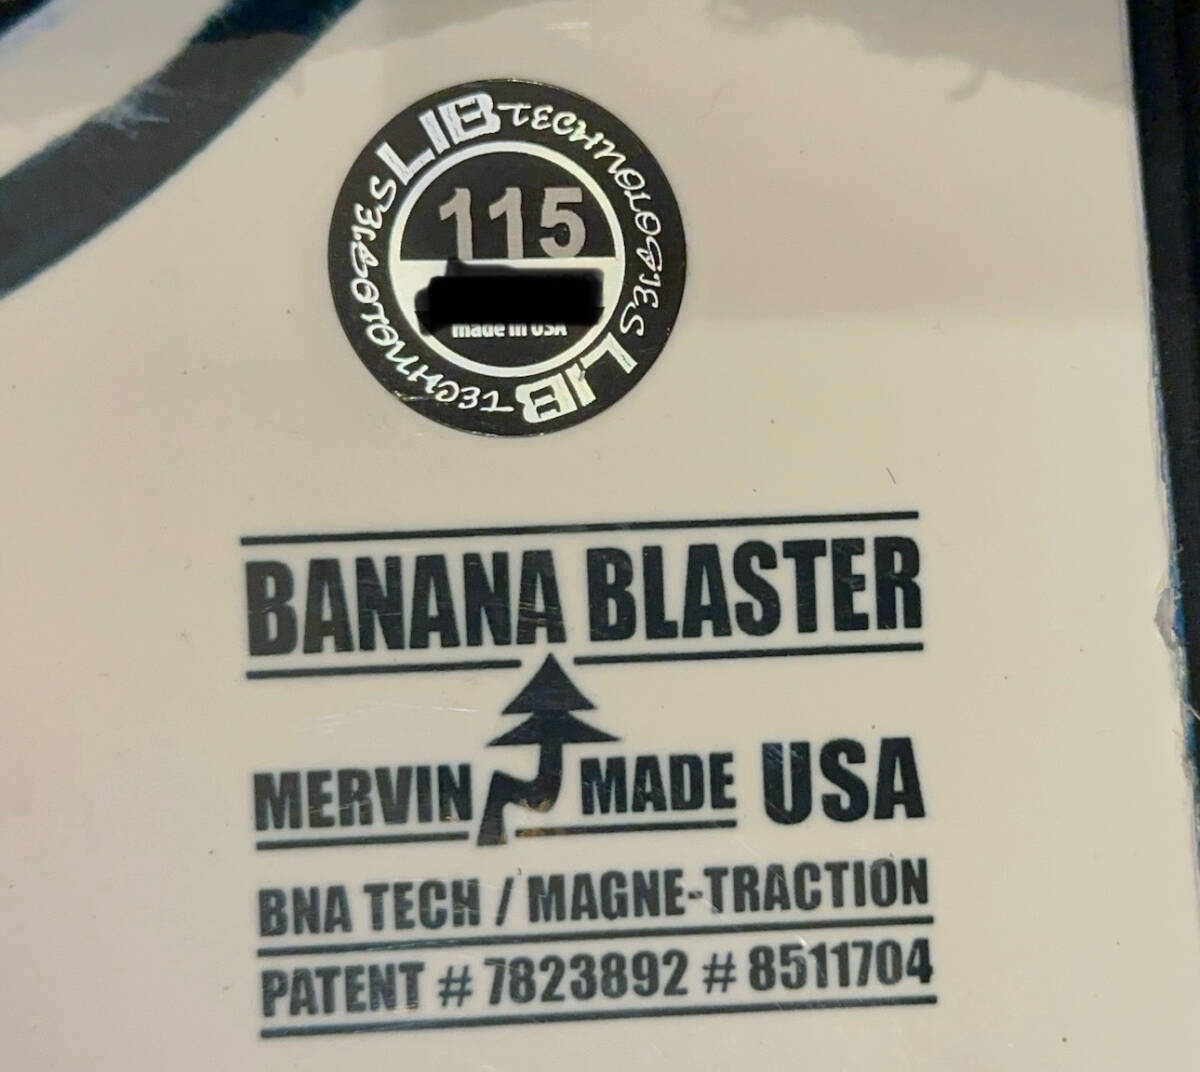 LIB TECHNOLOGIES LIB TECHNOLOGIES
115
made in USA
BANANA BLASTER
MERVIN MADE USA
BNA TECH / MAGNE-TRACTION
PATENT # 7823892 # 8511704